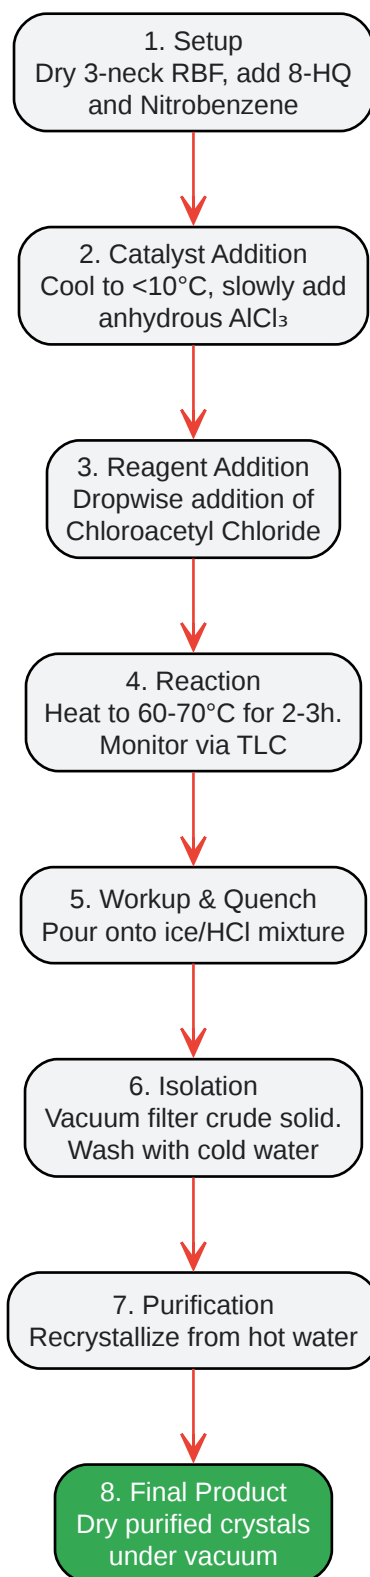 1. Setup
Dry 3-neck RBF, add 8-HQ
and Nitrobenzene
2. Catalyst Addition
Cool to <10°C, slowly add
anhydrous AlCl₃
3. Reagent Addition
Dropwise addition of
Chloroacetyl Chloride
4. Reaction
Heat to 60-70°C for 2-3h.
Monitor via TLC
5. Workup & Quench
Pour onto ice/HCl mixture
6. Isolation
Vacuum filter crude solid.
Wash with cold water
7. Purification
Recrystallize from hot water
8. Final Product
Dry purified crystals
under vacuum